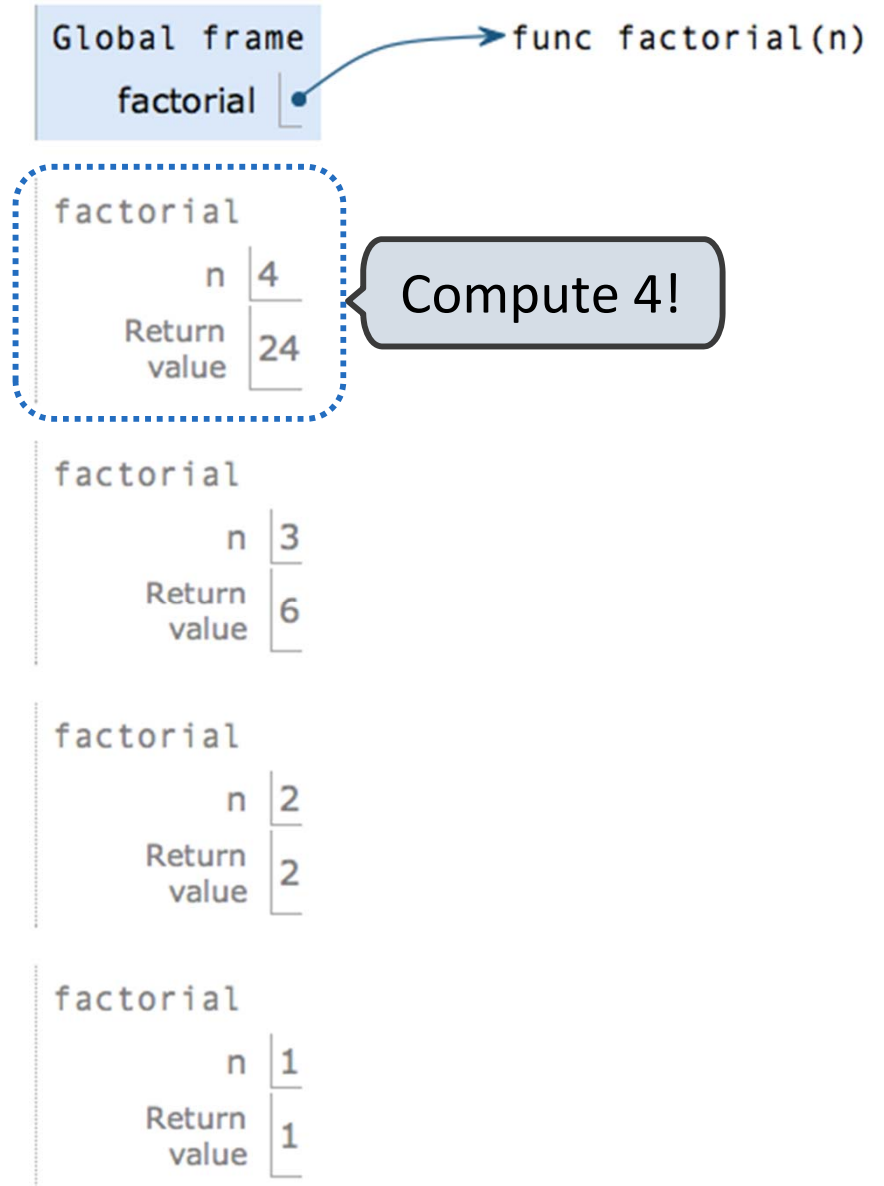 Global frame
func factorial(n)
factorial
factorial
n 4
Compute 4!
Return
value
24
factorial
n 3
Return
value
6
factorial
n 2
Return
value
2
factorial
n 1
Return
value
1